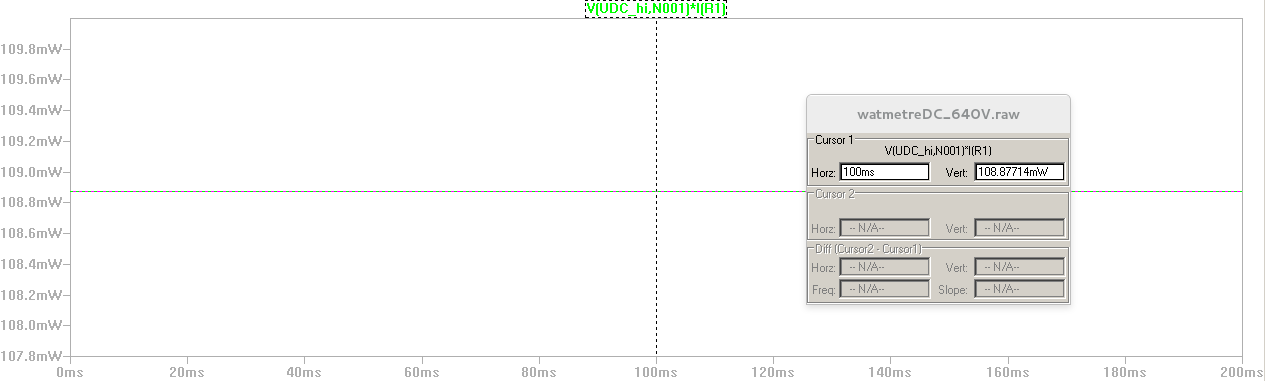 V(UDC_hi,N001)*I(R1)
109.8mW
109.6mW
109.4mW
109.2mW
109.0mW
108.8mW
108.6mW
108.4mW
108.2mW
108.0mW
107.8mW
0ms 20ms 40ms 60ms 80ms 100ms 120ms 140ms 160ms 180ms 200ms
watmetreDC_640V.raw
Cursor 1
V(UDC_hi,N001)*I(R1)
Horz: 100ms Vert: 108.87714mW
Cursor 2
Horz: -- N/A-- Vert: -- N/A--
Diff (Cursor2 - Cursor1)
Horz: -- N/A-- Vert: -- N/A--
Freq: -- N/A-- Slope: -- N/A--